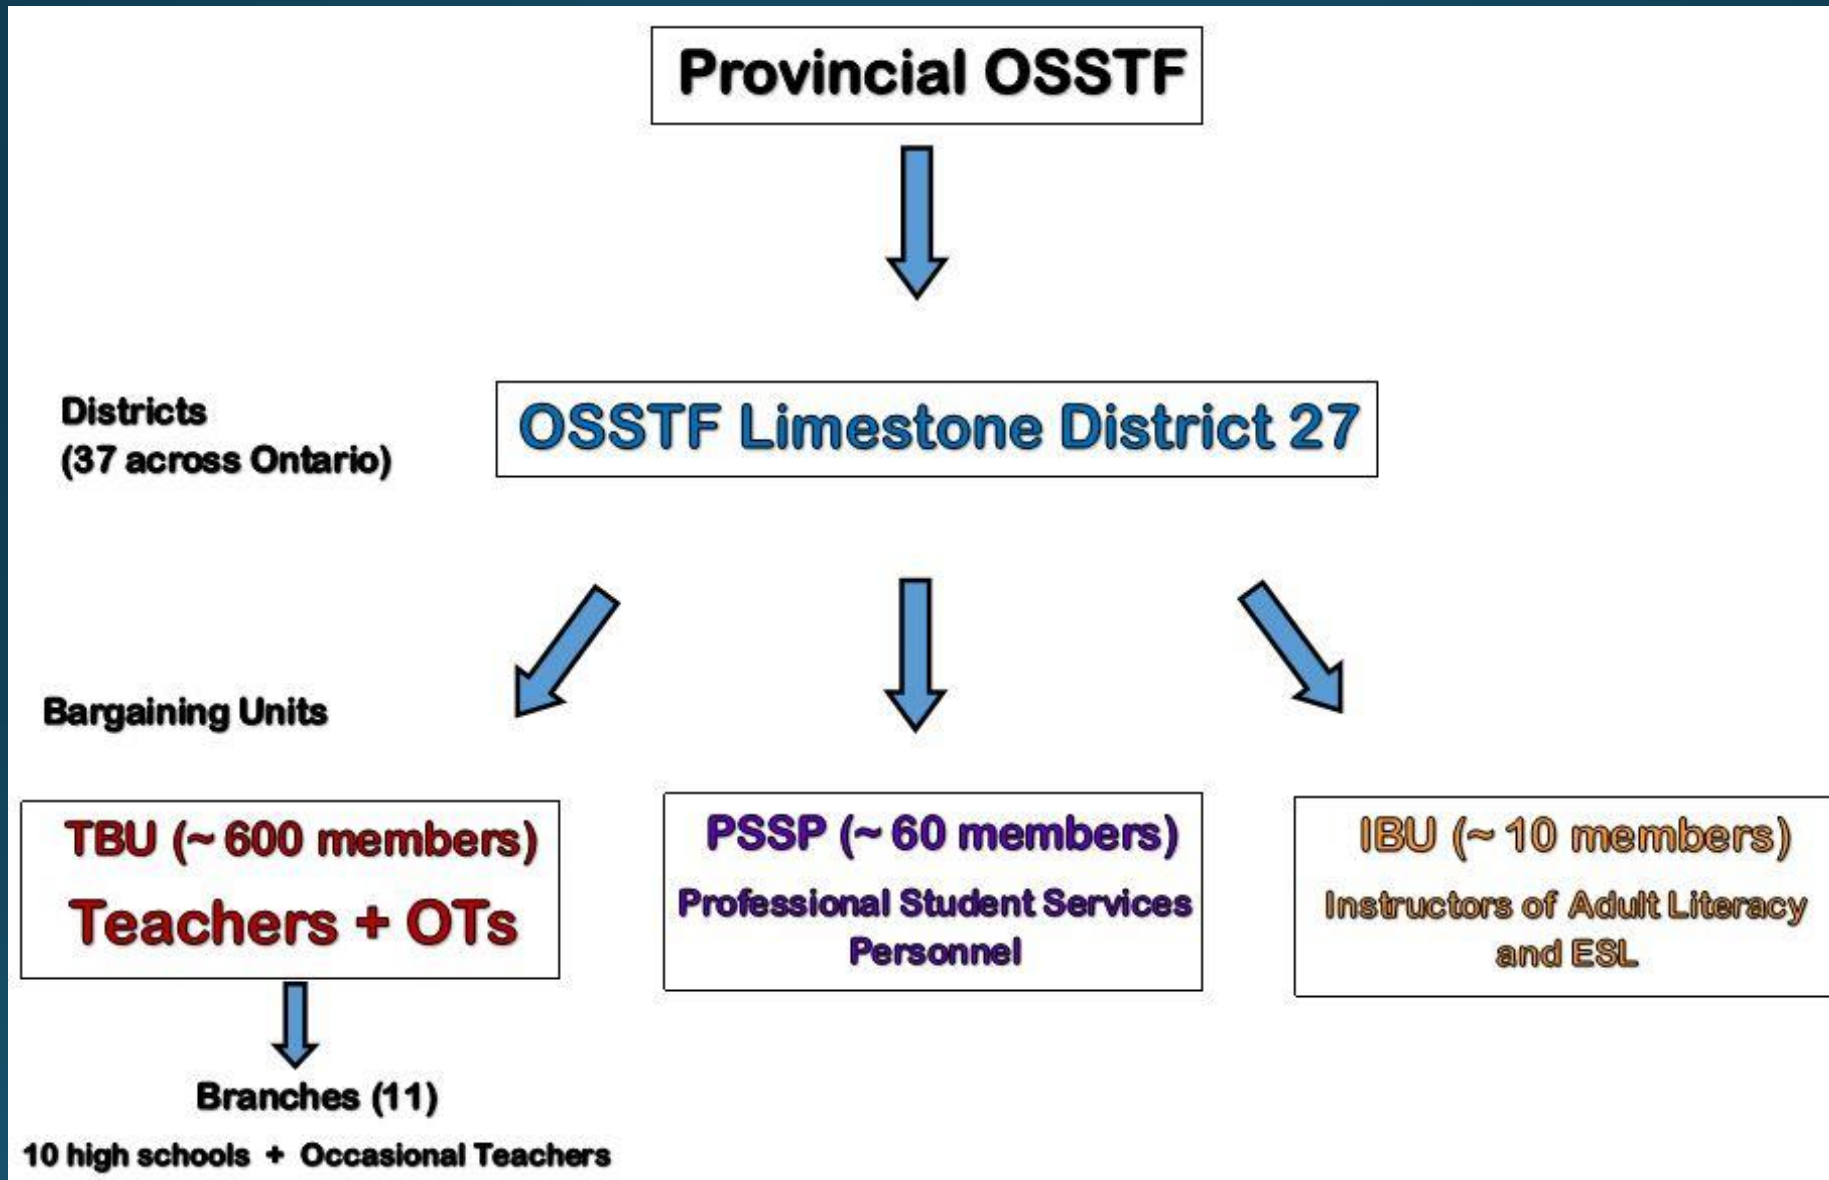 Provincial OSSTF
Districts
(37 across Ontario)
OSSTF Limestone District 27
Bargaining Units
TBU (~ 600 members)
Teachers + OTs
PSSP (~ 60 members)
Professional Student Services
Personnel
IBU (~ 10 members)
Instructors of Adult Literacy
and ESL
Branches (11)
10 high schools + Occasional Teachers